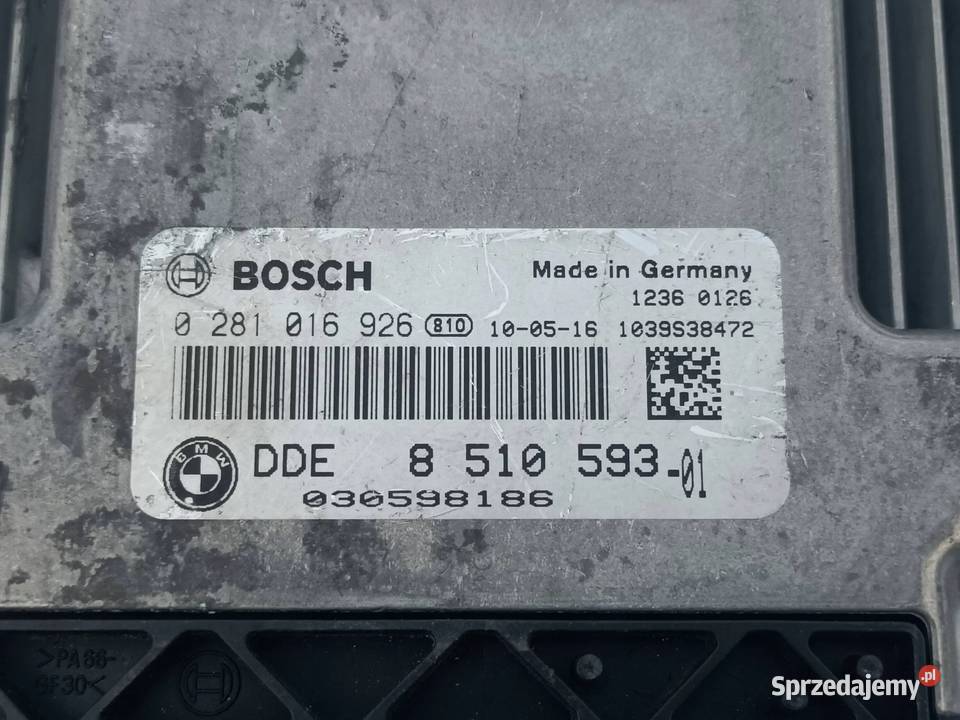 BOSCH
Made in Germany
1236 0126
0 281 016 926 810 10-05-16 1039S38472
BMW
DDE 8 510 593-01
030598186
>PA66-
GF30<
Sprzedajemy.pl